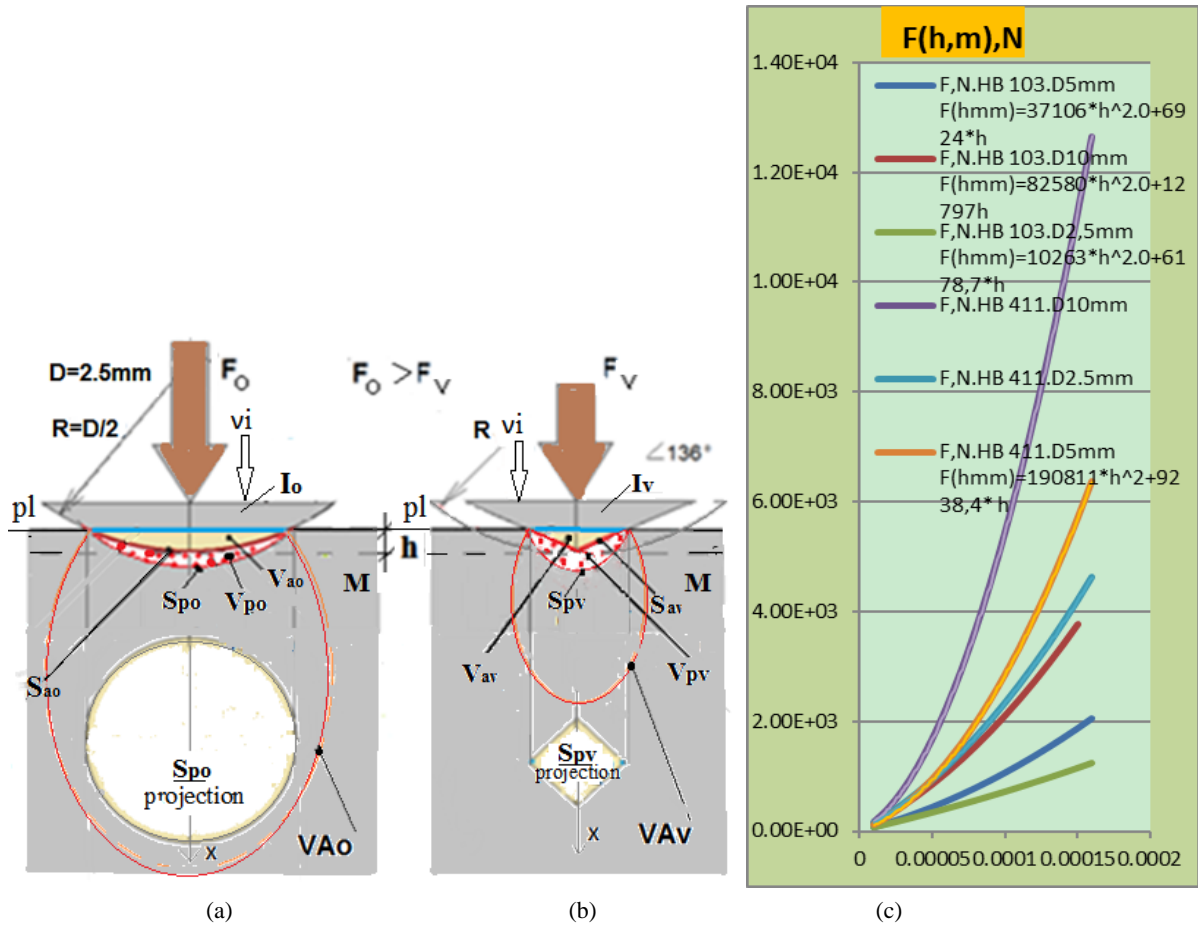 D=2.5mm
R=D/2
Fo
vi
Io
pl
h
M
Spo
Vpo
Vao
Sao
Spo
projection
VAo
x
(a)
Fo >Fv
Fv
R
vi
∠136°
Iv
pl
M
Spv
Sav
Vav
Vpv
Spv
projection
VAv
x
(b)
F(h,m),N
1.40E+04
1.20E+04
1.00E+04
8.00E+03
6.00E+03
4.00E+03
2.00E+03
0.00E+00
0 0.00005 0.0001 0.00015 0.0002
F,N.HB 103.D5mm
F(hmm)=37106*h^2.0+69
24*h
F,N.HB 103.D10mm
F(hmm)=82580*h^2.0+12
797h
F,N.HB 103.D2,5mm
F(hmm)=10263*h^2.0+61
78,7*h
F,N.HB 411.D10mm
F,N.HB 411.D2.5mm
F,N.HB 411.D5mm
F(hmm)=190811*h^2+92
38,4*h
(c)